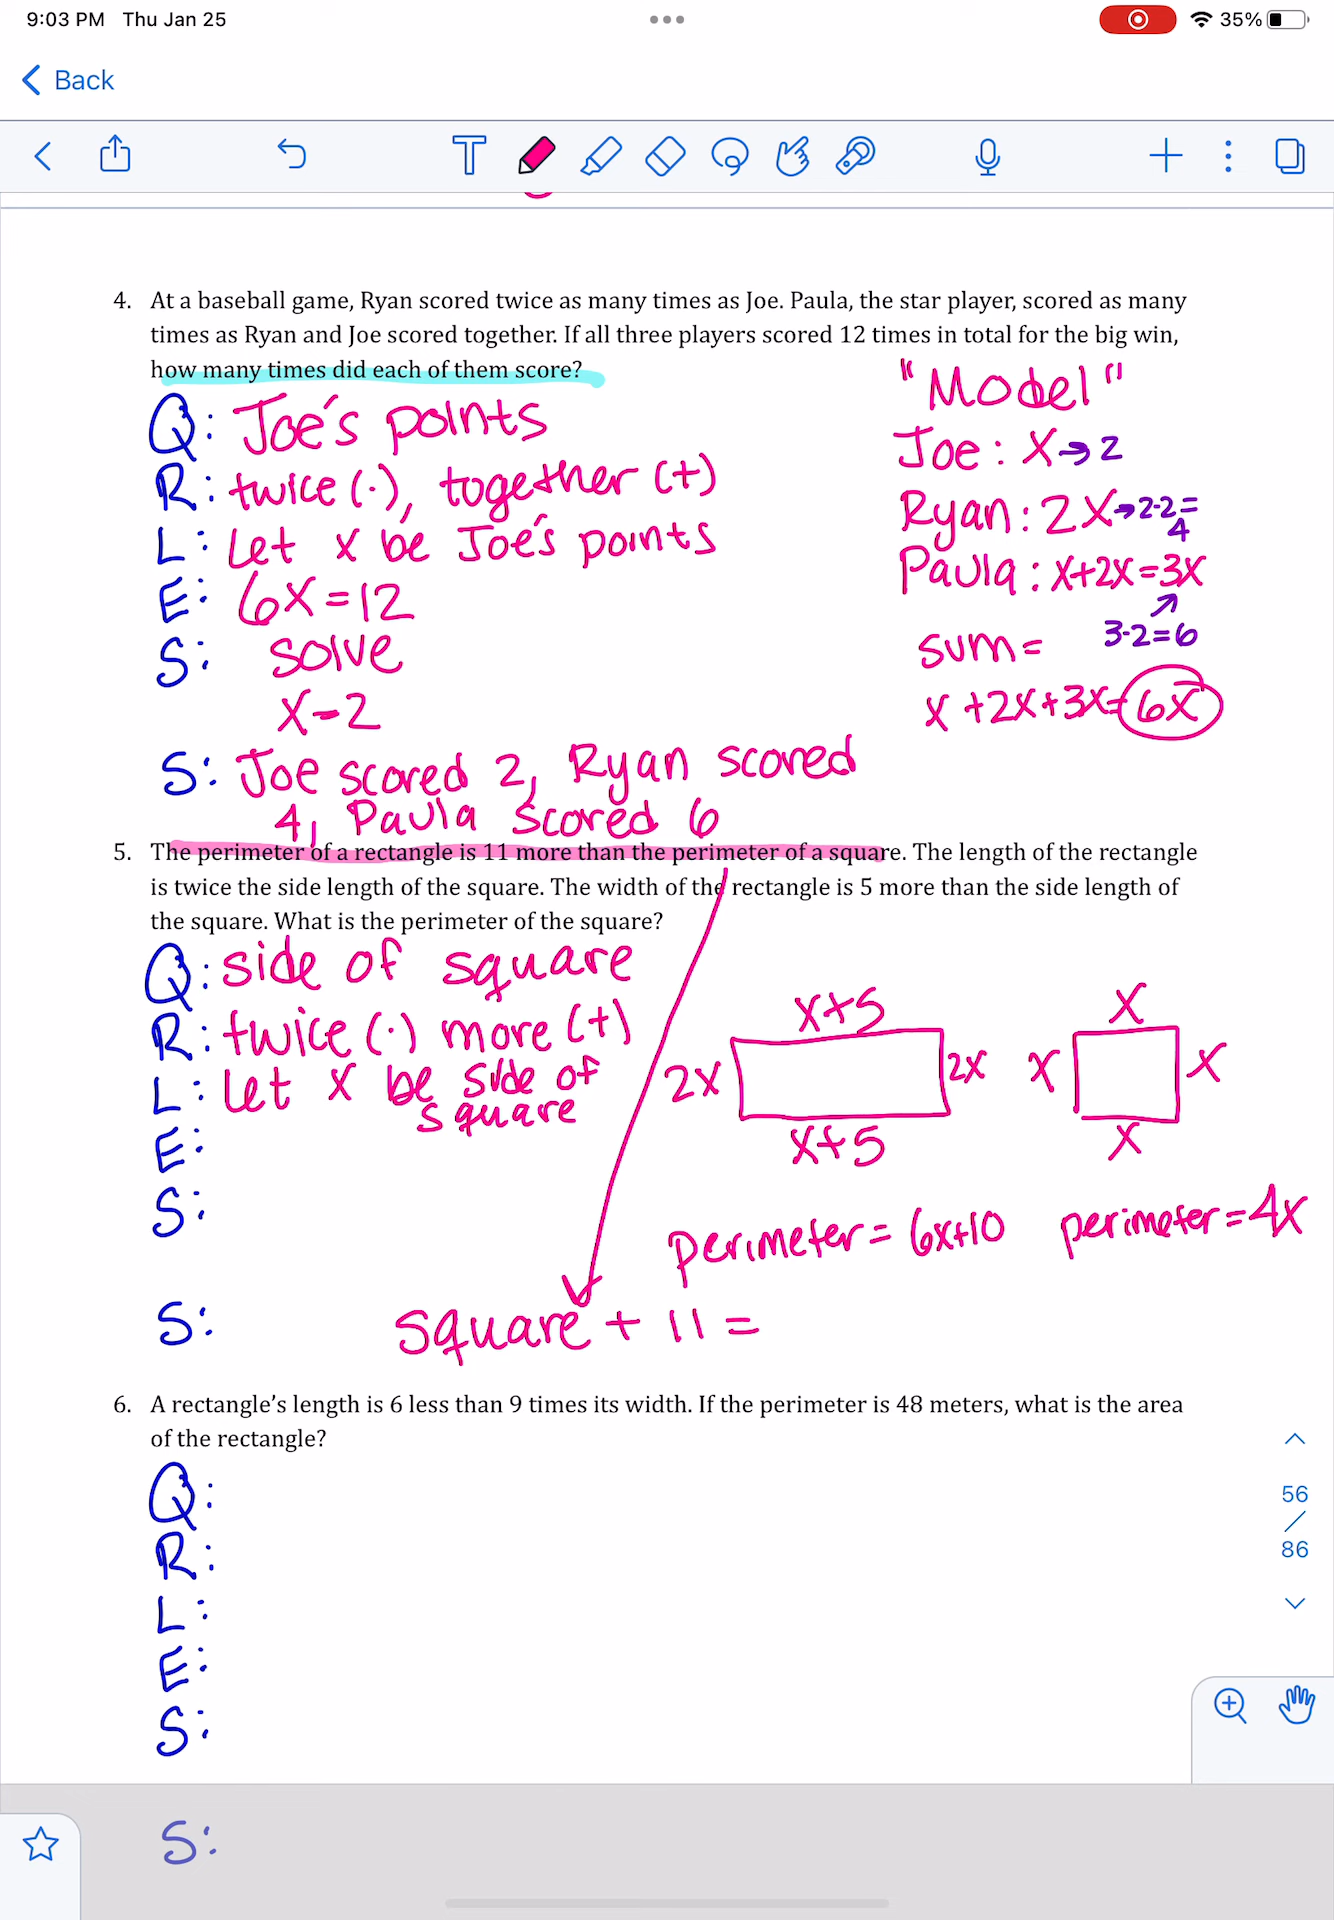 9:03 PM Thu Jan 25
35%
Back
4. At a baseball game, Ryan scored twice as many times as Joe. Paula, the star player, scored as many
times as Ryan and Joe scored together. If all three players scored 12 times in total for the big win,
how many times did each of them score?
"Model"
Q: Joe's points
Joe: X→2
R: twice (·), together (+)
Ryan: 2X→2·2=
4
L: Let x be Joe's points
Paula: X+2X=3X
E: 6X=12
3·2=6
S: solve
sum=
X=2
x+2x+3x=6x
S: Joe scored 2, Ryan scored
4, Paula scored 6
5. The perimeter of a rectangle is 11 more than the perimeter of a square. The length of the rectangle
is twice the side length of the square. The width of the rectangle is 5 more than the side length of
the square. What is the perimeter of the square?
Q: side of square
X+5
X
R: twice (·) more (+)
2X
2X
X
X
L: Let X be side of
square
X+5
X
E:
S:
perimeter = 6x+10
perimeter = 4x
S:
square + 11 =
6. A rectangle's length is 6 less than 9 times its width. If the perimeter is 48 meters, what is the area
of the rectangle?
56
/
86
Q:
R:
L:
E:
S:
S: